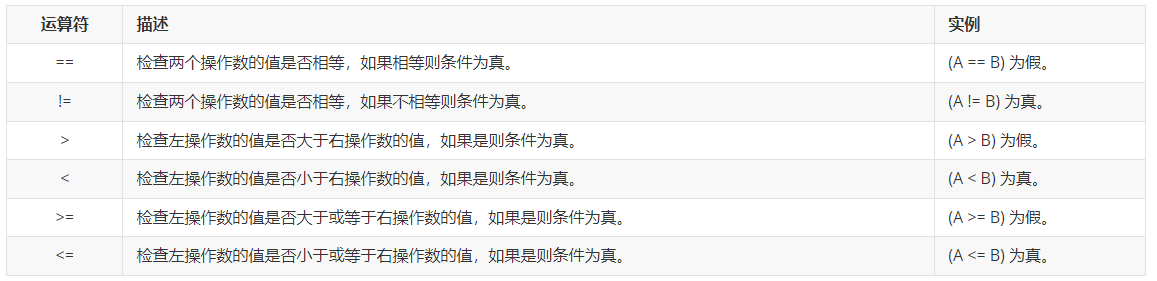 运算符 描述 实例
== 检查两个操作数的值是否相等，如果相等则条件为真。 (A == B) 为假。
!= 检查两个操作数的值是否相等，如果不相等则条件为真。 (A != B) 为真。
> 检查左操作数的值是否大于右操作数的值，如果是则条件为真。 (A > B) 为假。
< 检查左操作数的值是否小于右操作数的值，如果是则条件为真。 (A < B) 为真。
>= 检查左操作数的值是否大于或等于右操作数的值，如果是则条件为真。 (A >= B) 为假。
<= 检查左操作数的值是否小于或等于右操作数的值，如果是则条件为真。 (A <= B) 为真。